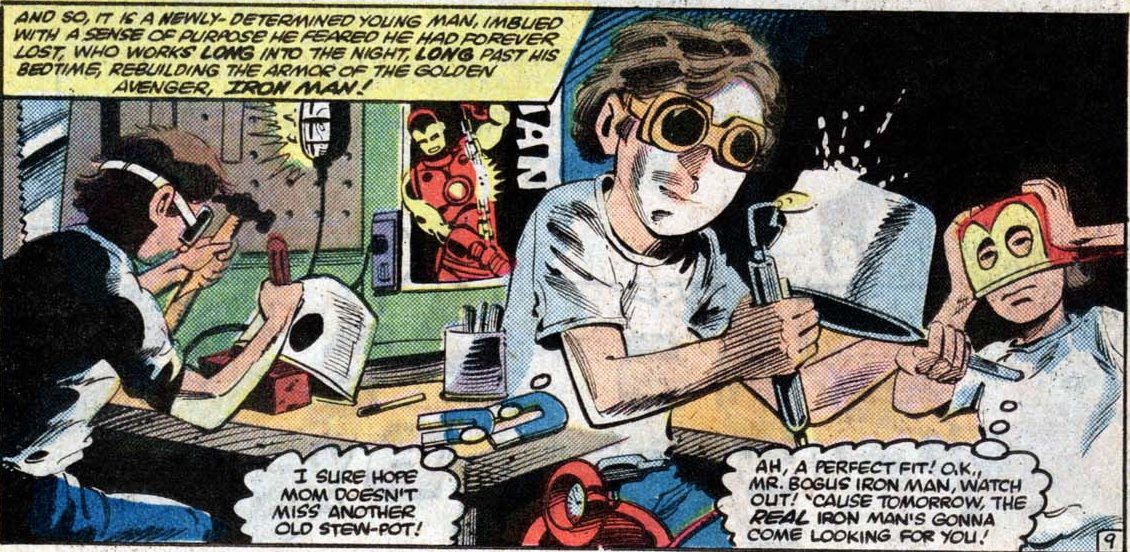 AND SO, IT IS A NEWLY-DETERMINED YOUNG MAN, IMBUED
WITH A SENSE OF PURPOSE HE FEARED HE HAD FOREVER
LOST, WHO WORKS LONG INTO THE NIGHT, LONG PAST HIS
BEDTIME, REBUILDING THE ARMOR OF THE GOLDEN
AVENGER, IRON MAN!
MAN
I SURE HOPE
MOM DOESN'T
MISS ANOTHER
OLD STEW-POT!
AH, A PERFECT FIT! O.K.,
MR. BOGUS IRON MAN, WATCH
OUT! 'CAUSE TOMORROW, THE
REAL IRON MAN'S GONNA
COME LOOKING FOR YOU!
9